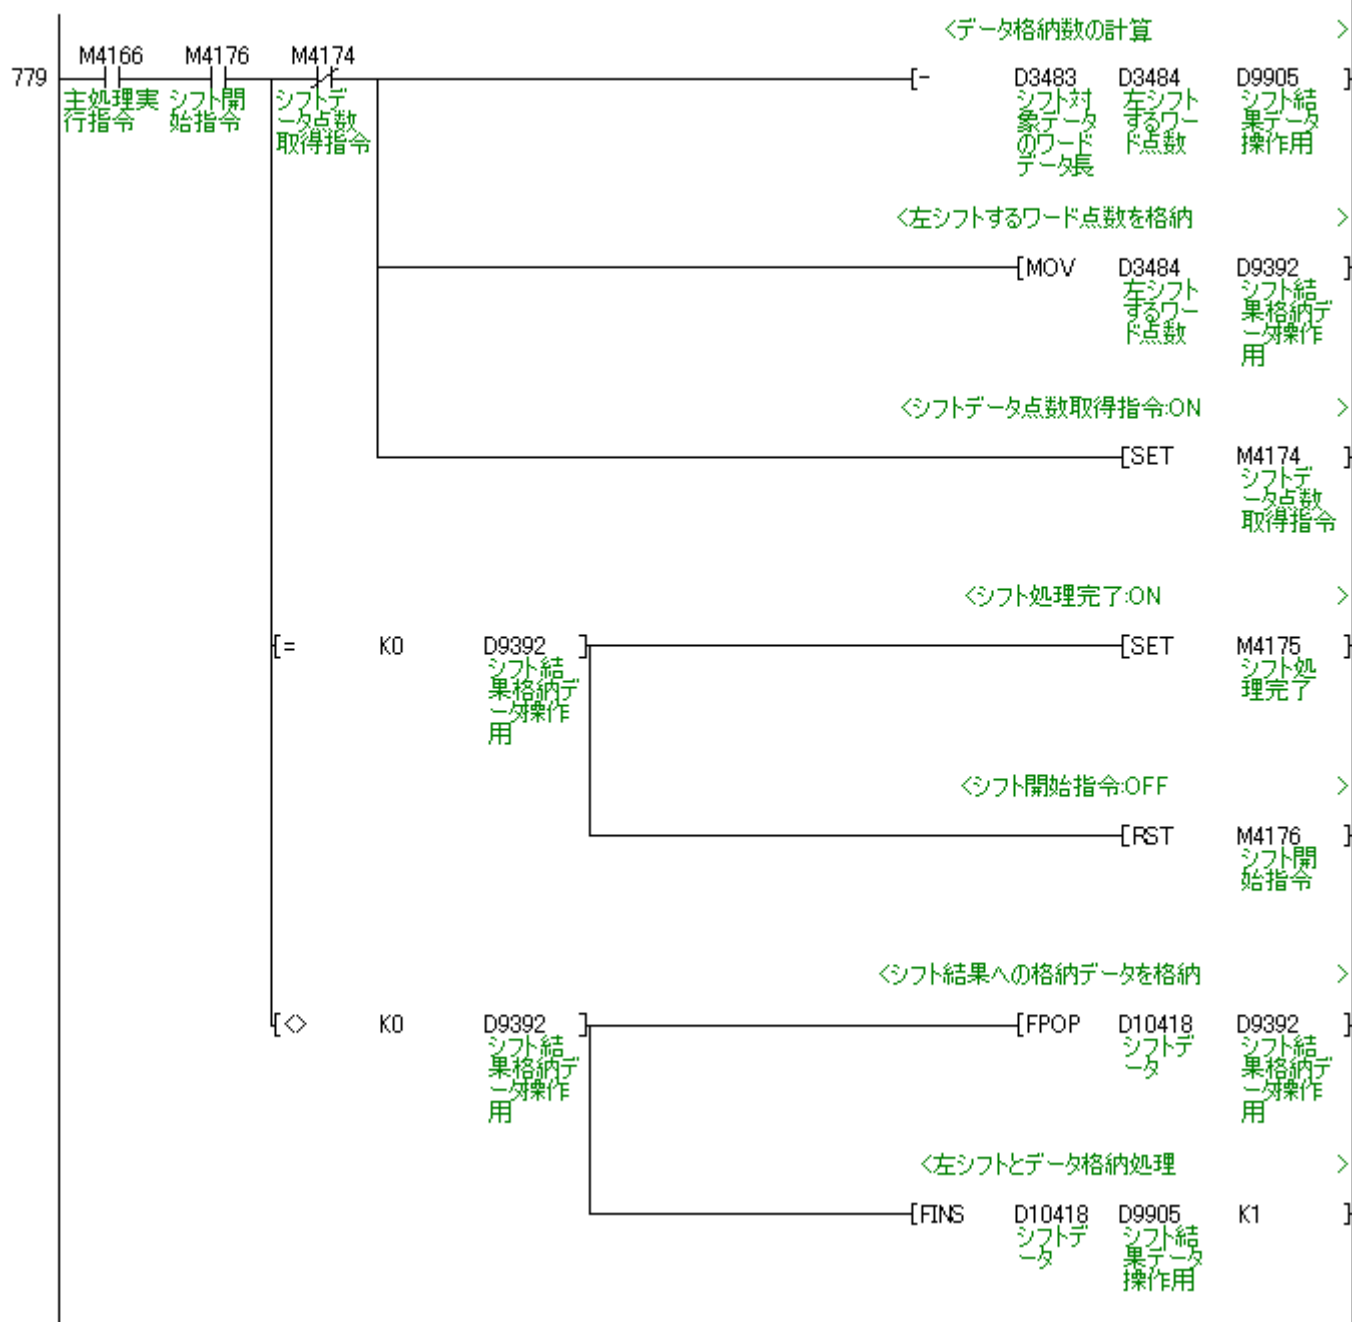 <データ格納数の計算 >
M4166 M4176 M4174
779 [- D3483 D3484 D9905 ]
主処理実 シフト開 シフトデ シフト対 左シフト シフト結
行指令 始指令 ータ点数 象データ するワー 果データ
取得指令 のワード ド点数 操作用
データ長
<左シフトするワード点数を格納 >
[MOV D3484 D9392 ]
左シフト シフト結
するワー 果格納デ
ド点数 ータ操作
用
<シフトデータ点数取得指令:ON >
[SET M4174 ]
シフトデ
ータ点数
取得指令
<シフト処理完了:ON >
[= K0 D9392 ] [SET M4175 ]
シフト結 シフト処
果格納デ 理完了
ータ操作
用
<シフト開始指令:OFF >
[RST M4176 ]
シフト開
始指令
<シフト結果への格納データを格納 >
[<> K0 D9392 ] [FPOP D10418 D9392 ]
シフト結 シフトデ シフト結
果格納デ ータ 果格納デ
ータ操作 ータ操作
用 用
<左シフトとデータ格納処理 >
[FINS D10418 D9905 K1 ]
シフトデ シフト結
ータ 果データ
操作用